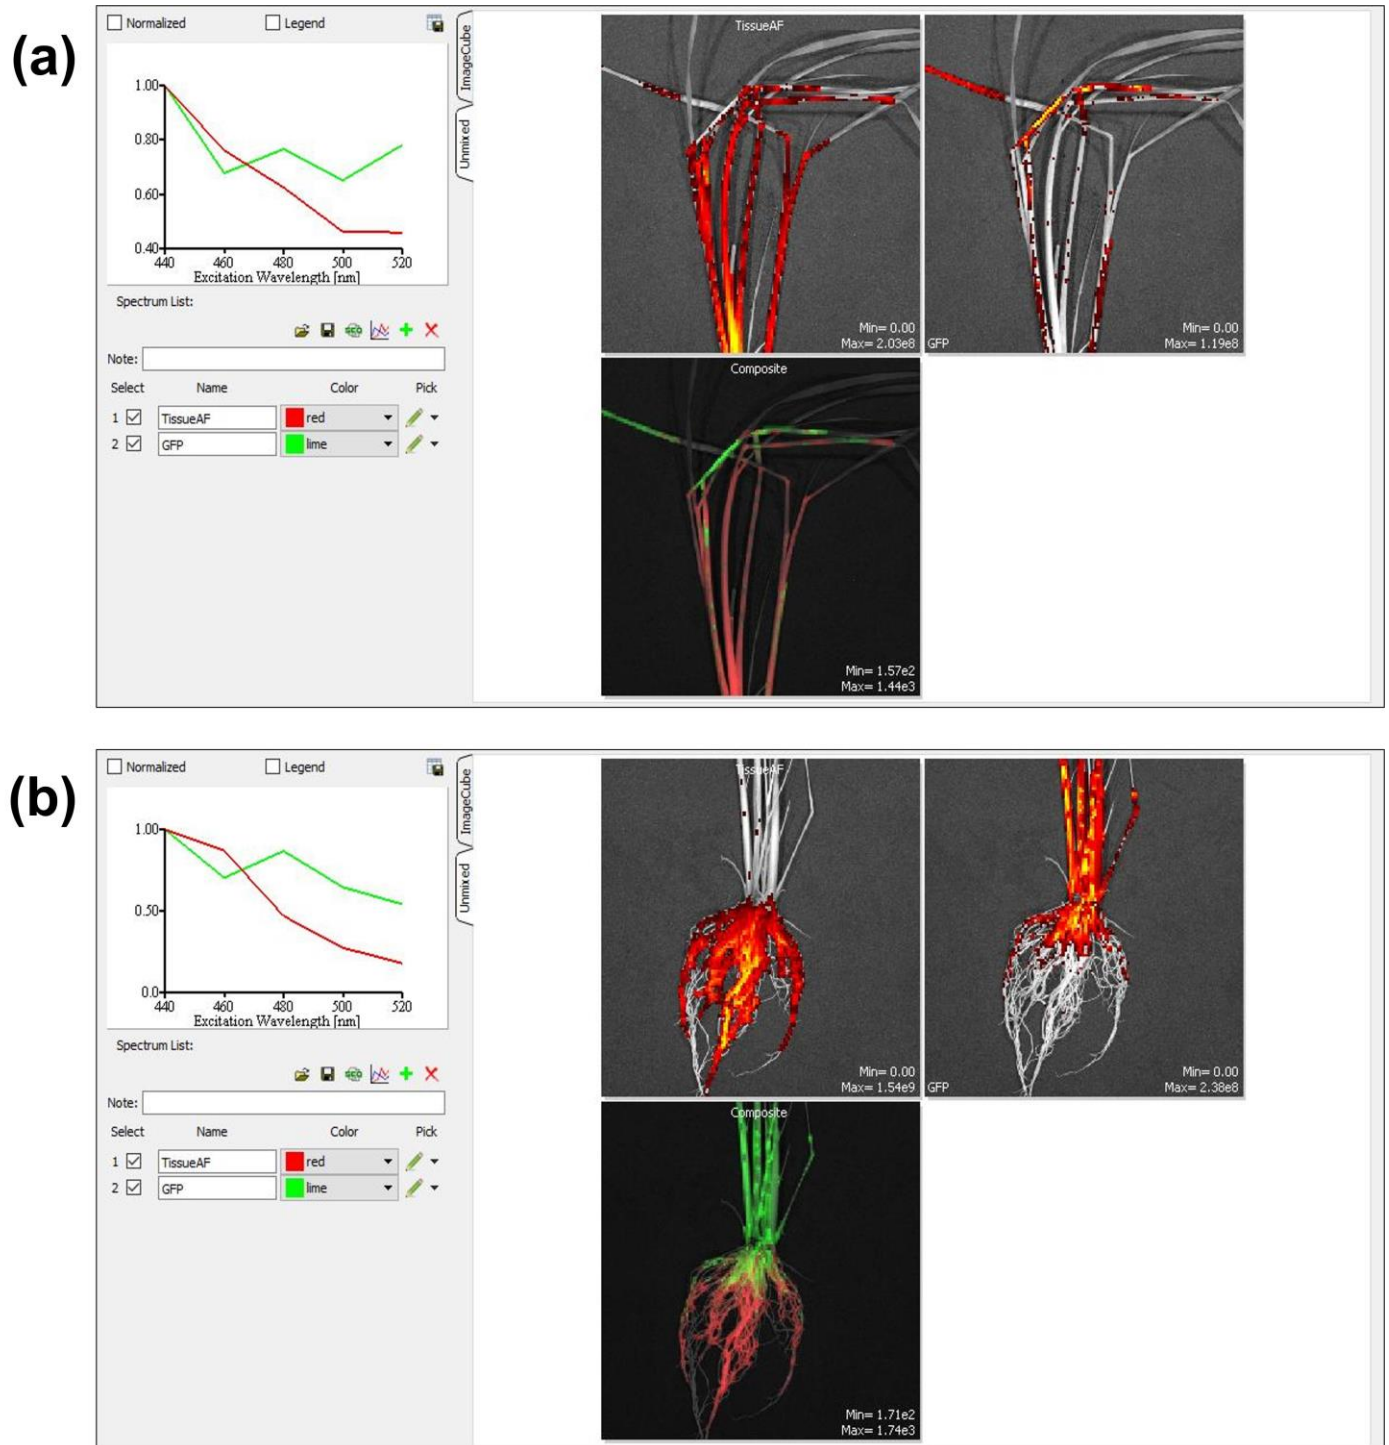 (a)
Normalized Legend
1.00
0.80
0.60
0.40
440 460 480 500 520
Excitation Wavelength [nm]
Spectrum List:
Note:
Select Name Color Pick
1 TissueAF red
2 GFP lime
ImageCube
Unmixed
TissueAF
Min= 0.00
Max= 2.03e8
GFP
Min= 0.00
Max= 1.19e8
Composite
Min= 1.57e2
Max= 1.44e3
(b)
Normalized Legend
1.00
0.50
0.0
440 460 480 500 520
Excitation Wavelength [nm]
Spectrum List:
Note:
Select Name Color Pick
1 TissueAF red
2 GFP lime
ImageCube
Unmixed
TissueAF
Min= 0.00
Max= 1.54e9
GFP
Min= 0.00
Max= 2.38e8
Composite
Min= 1.71e2
Max= 1.74e3